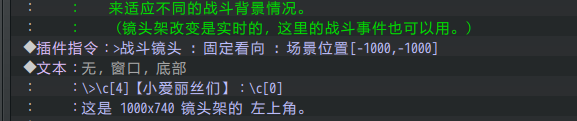 :　　:　来适应不同的战斗背景情况。
:　　:　（镜头架改变是实时的，这里的战斗事件也可用。）
◆插件指令：>战斗镜头 : 固定看向 : 场景位置[-1000,-1000]
◆文本：无，窗口，底部
:　　:\>\c[4]【小爱丽丝们】：\c[0]
:　　:这是 1000x740 镜头架的 左上角。